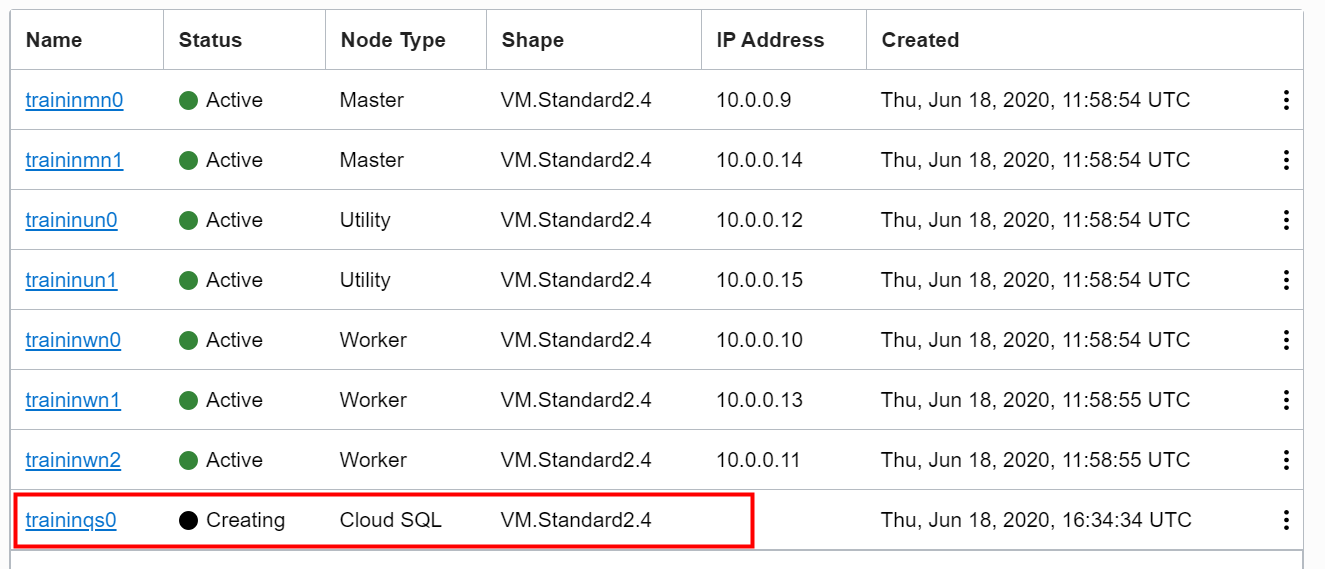 Name Status Node Type Shape IP Address Created
traininmn0 Active Master VM.Standard2.4 10.0.0.9 Thu, Jun 18, 2020, 11:58:54 UTC
traininmn1 Active Master VM.Standard2.4 10.0.0.14 Thu, Jun 18, 2020, 11:58:54 UTC
traininun0 Active Utility VM.Standard2.4 10.0.0.12 Thu, Jun 18, 2020, 11:58:54 UTC
traininun1 Active Utility VM.Standard2.4 10.0.0.15 Thu, Jun 18, 2020, 11:58:54 UTC
traininwn0 Active Worker VM.Standard2.4 10.0.0.10 Thu, Jun 18, 2020, 11:58:54 UTC
traininwn1 Active Worker VM.Standard2.4 10.0.0.13 Thu, Jun 18, 2020, 11:58:55 UTC
traininwn2 Active Worker VM.Standard2.4 10.0.0.11 Thu, Jun 18, 2020, 11:58:55 UTC
traininqs0 Creating Cloud SQL VM.Standard2.4 Thu, Jun 18, 2020, 16:34:34 UTC